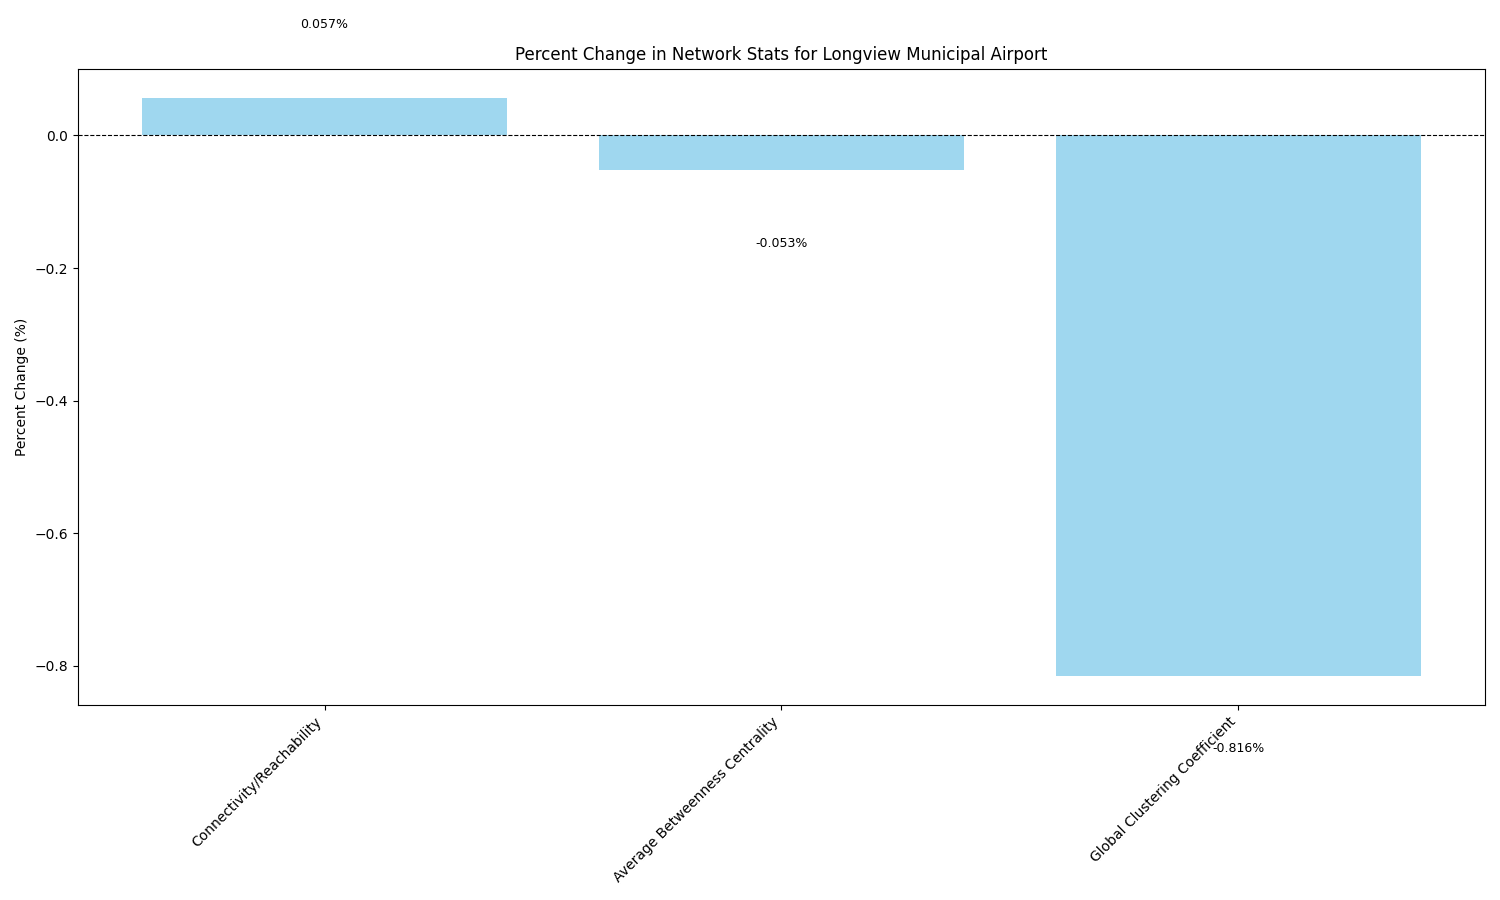 0.057%
Percent Change in Network Stats for Longview Municipal Airport
0.0
-0.053%
−0.2
Percent Change (%)
−0.4
−0.6
−0.8
Connectivity/Reachability
Average Betweenness Centrality
Global Clustering Coefficient
-0.816%